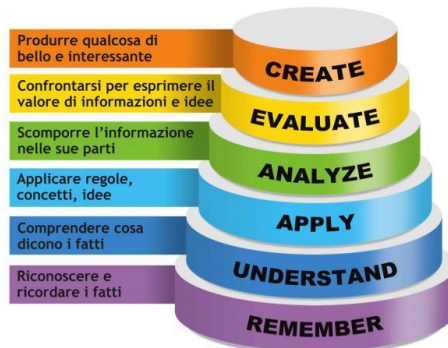 Produrre qualcosa di
bello e interessante
CREATE
Confrontarsi per esprimere il
valore di informazioni e idee
EVALUATE
Scomporre l'informazione
nelle sue parti
ANALYZE
Applicare regole,
concetti, idee
APPLY
Comprendere cosa
dicono i fatti
UNDERSTAND
Riconoscere e
ricordare i fatti
REMEMBER